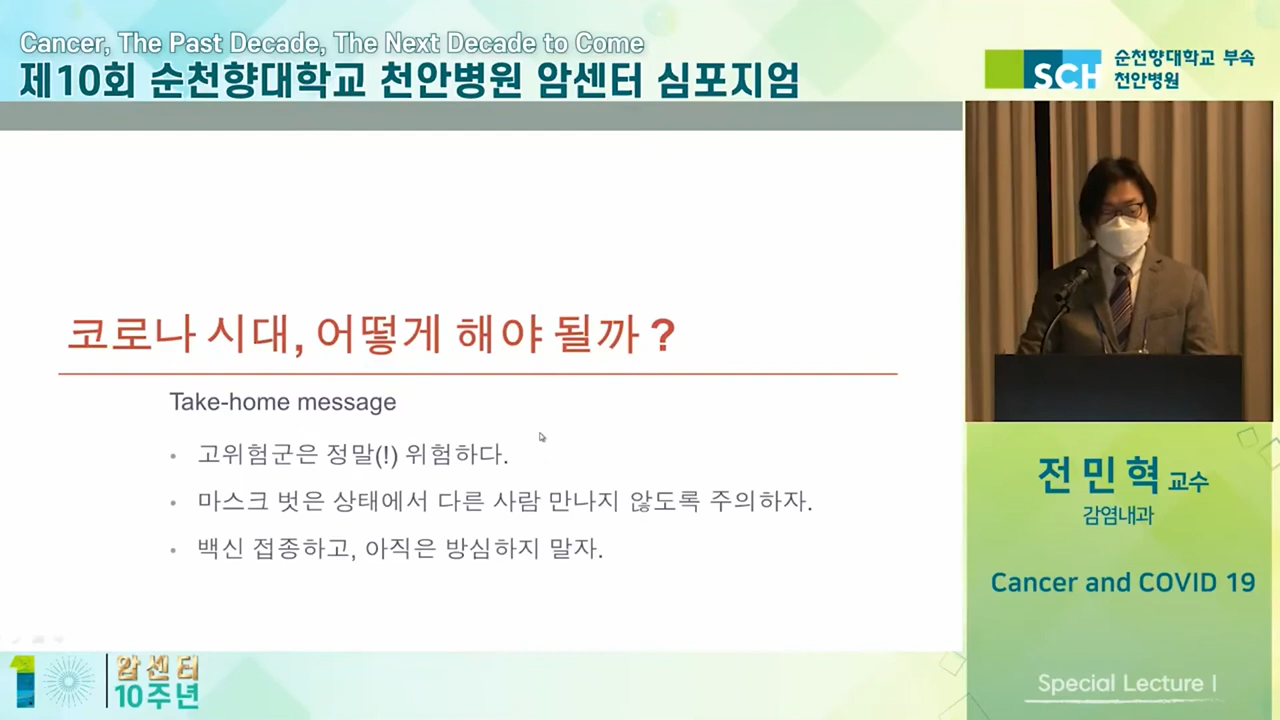 Cancer, The Past Decade, The Next Decade to Come
제10회 순천향대학교 천안병원 암센터 심포지엄
SCH
순천향대학교 부속
천안병원
코로나 시대, 어떻게 해야 될까 ?
Take-home message
• 고위험군은 정말(!) 위험하다.
• 마스크 벗은 상태에서 다른 사람 만나지 않도록 주의하자.
• 백신 접종하고, 아직은 방심하지 말자.
전 민 혁 교수
감염내과
Cancer and COVID 19
Special Lecture I
10
암센터
10주년